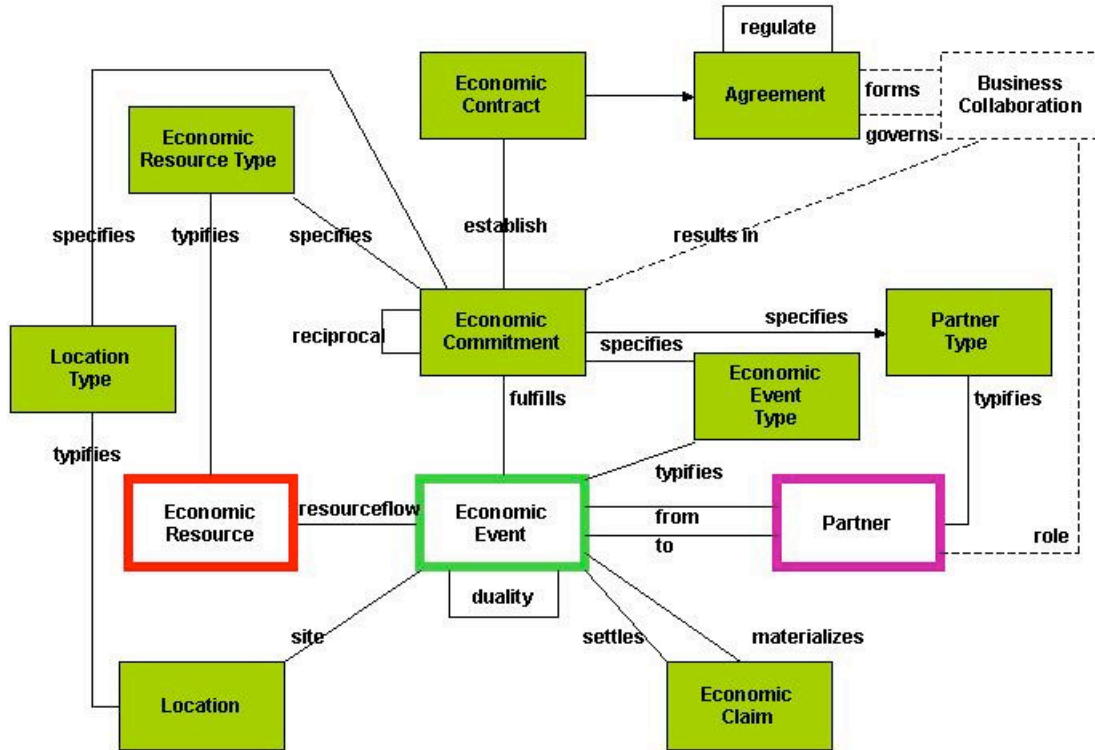 regulate
Economic
Contract
Agreement
forms
governs
Business
Collaboration
Economic
Resource Type
specifies
typifies
specifies
establish
results in
reciprocal
Economic
Commitment
specifies
specifies
Partner
Type
Location
Type
Economic
Event
Type
fulfills
typifies
typifies
typifies
Economic
Resource
resourceflow
Economic
Event
from
to
Partner
role
duality
site
settles
materializes
Location
Economic
Claim